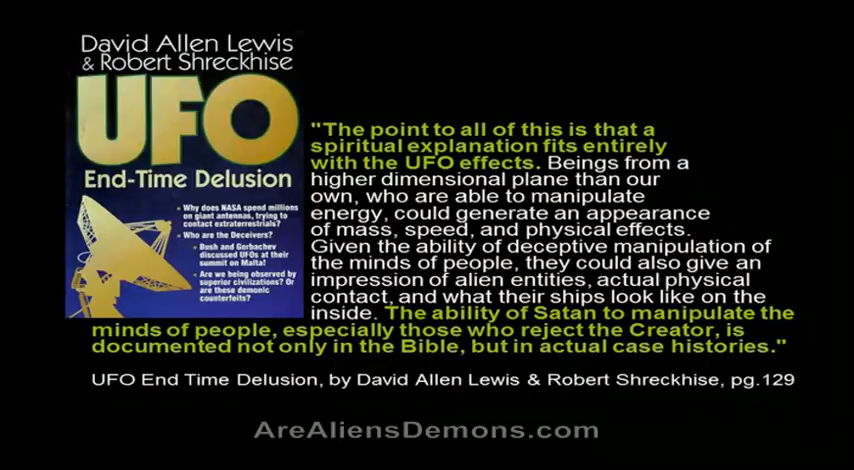 David Allen Lewis
& Robert Shreckhise
UFO
End-Time Delusion
• Why does NASA spend millions
on giant antennas, trying to
contact extraterrestrials?
• Who are the Deceivers?
• Bush and Gorbachev
discussed UFOs at their
summit on Malta!
• Are we being observed by
superior civilizations? Or
are these demonic
counterfeits?
"The point to all of this is that a
spiritual explanation fits entirely
with the UFO effects. Beings from a
higher dimensional plane than our
own, who are able to manipulate
energy, could generate an appearance
of mass, speed, and physical effects.
Given the ability of deceptive manipulation of
the minds of people, they could also give an
impression of alien entities, actual physical
contact, and what their ships look like on the
inside. The ability of Satan to manipulate the
minds of people, especially those who reject the Creator, is
documented not only in the Bible, but in actual case histories."
UFO End Time Delusion, by David Allen Lewis & Robert Shreckhise, pg.129
AreAliensDemons.com